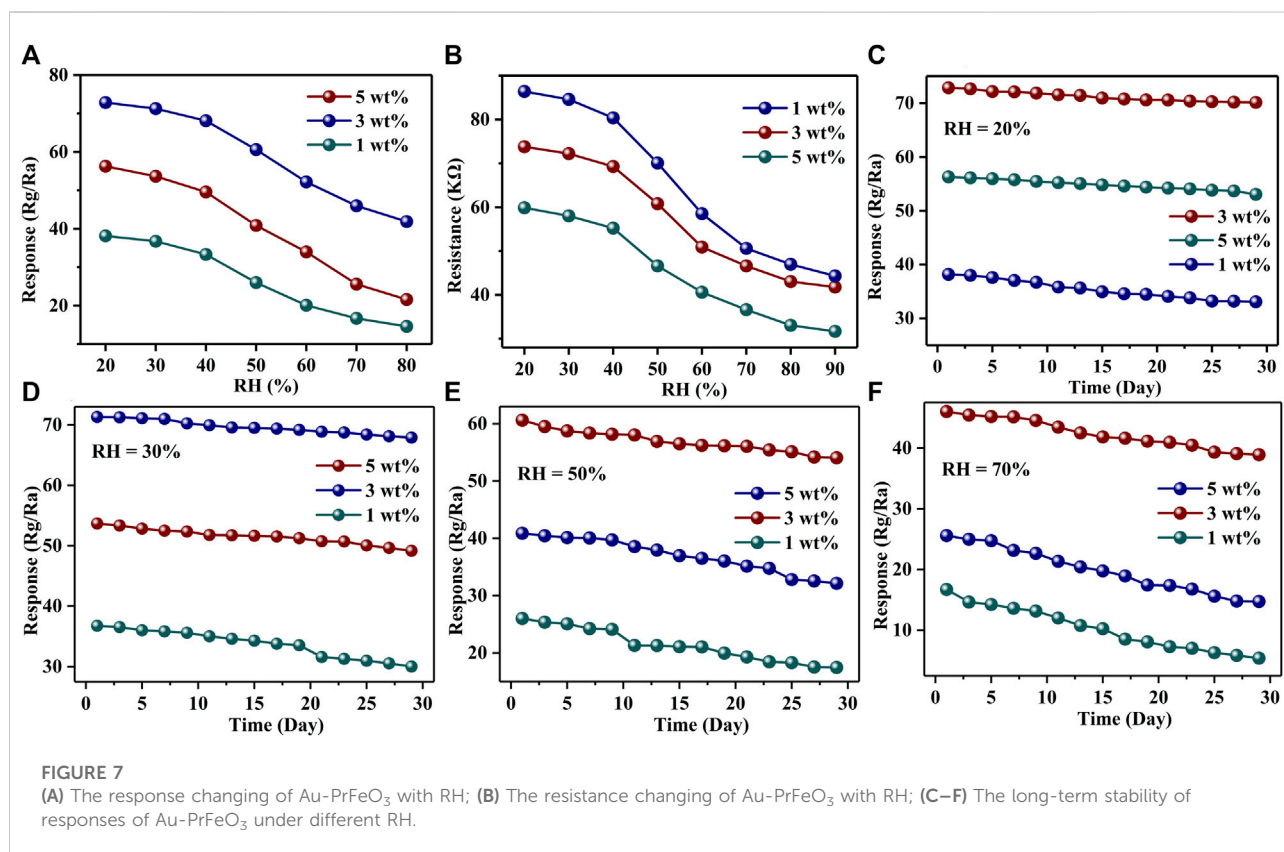 A
Response (Rg/Ra)
80
60
40
20
5 wt%
3 wt%
1 wt%
20 30 40 50 60 70 80
RH (%)
B
Resistance (KΩ)
80
60
40
1 wt%
3 wt%
5 wt%
20 30 40 50 60 70 80 90
RH (%)
C
Response (Rg/Ra)
70
60
50
40
30
RH = 20%
3 wt%
5 wt%
1 wt%
0 5 10 15 20 25 30
Time (Day)
D
Response (Rg/Ra)
70
60
50
40
30
RH = 30%
5 wt%
3 wt%
1 wt%
0 5 10 15 20 25 30
Time (Day)
E
Response (Rg/Ra)
60
50
40
30
20
RH = 50%
5 wt%
3 wt%
1 wt%
0 5 10 15 20 25 30
Time (Day)
F
Response (Rg/Ra)
40
30
20
10
RH = 70%
5 wt%
3 wt%
1 wt%
0 5 10 15 20 25 30
Time (Day)
FIGURE 7
(A) The response changing of Au-PrFeO₃ with RH; (B) The resistance changing of Au-PrFeO₃ with RH; (C–F) The long-term stability of
responses of Au-PrFeO₃ under different RH.